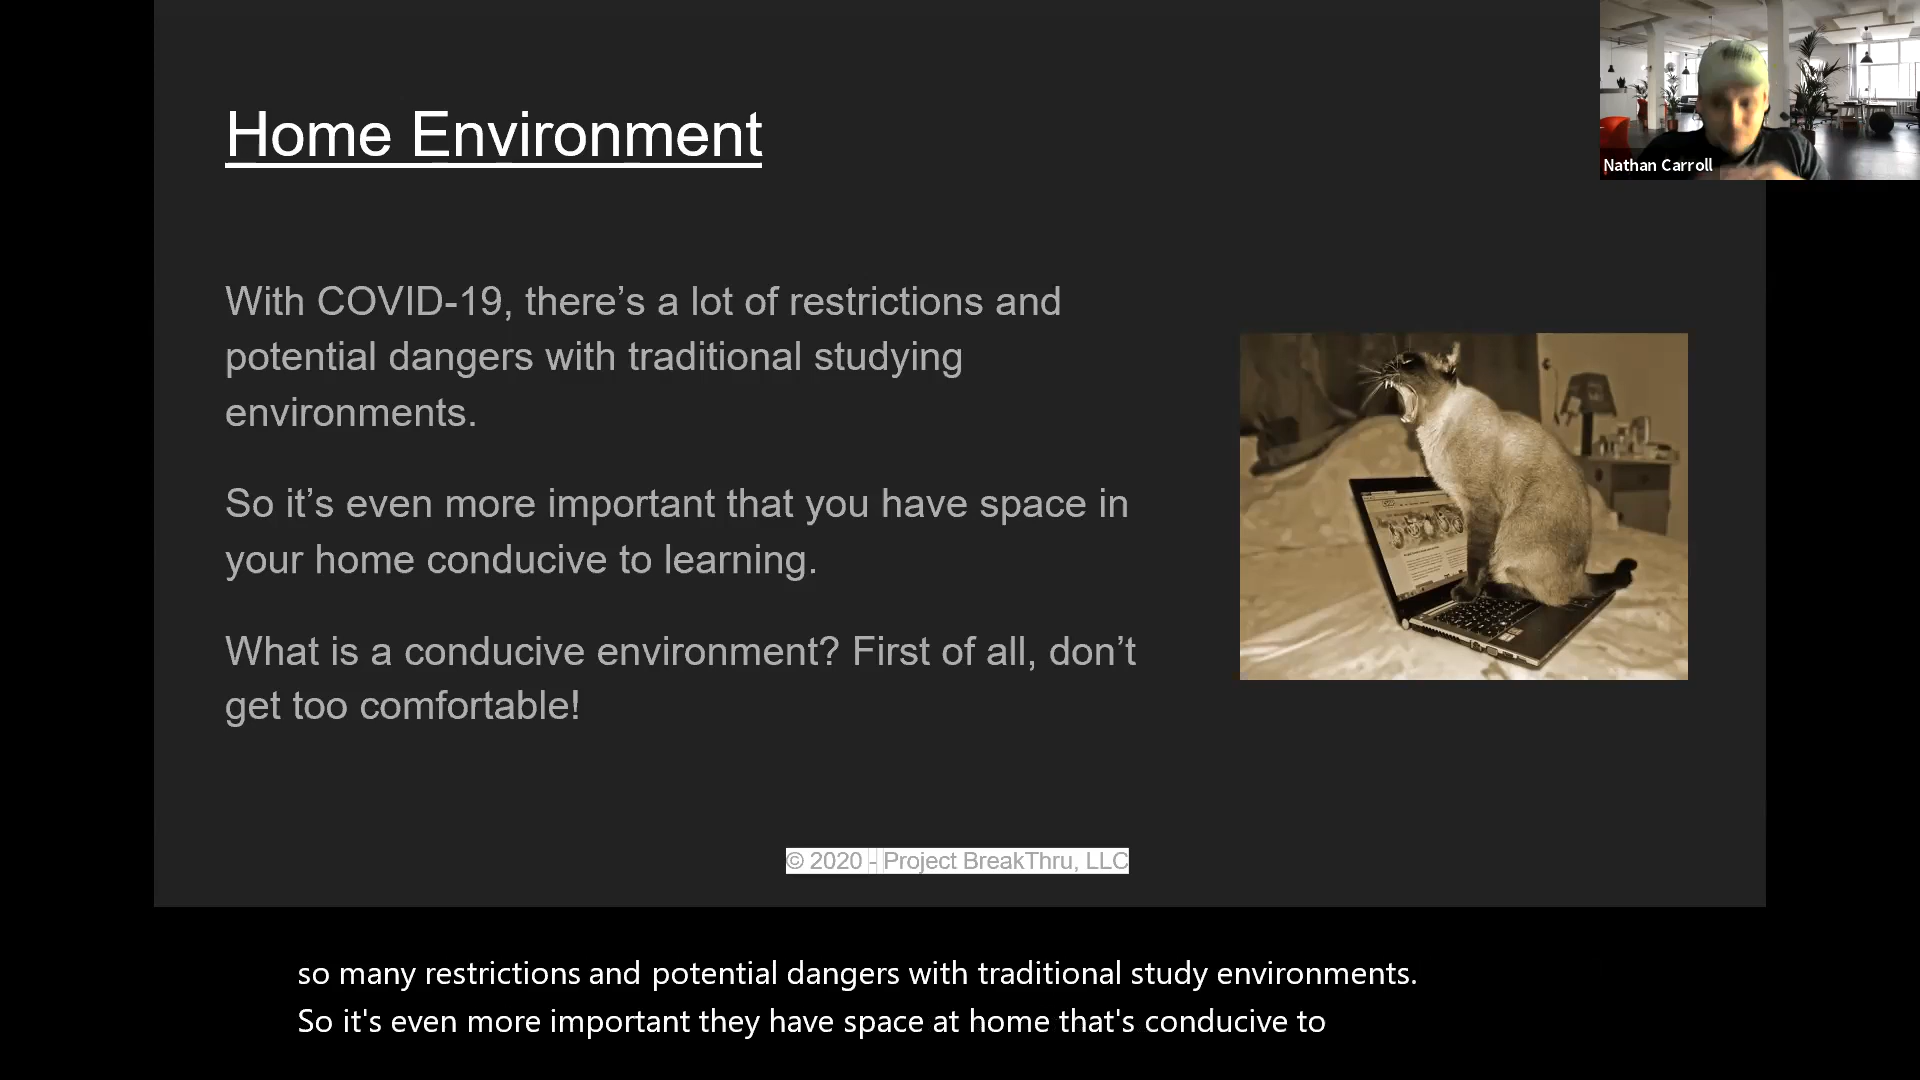 Home Environment
Nathan Carroll
With COVID-19, there’s a lot of restrictions and
potential dangers with traditional studying
environments.
So it’s even more important that you have space in
your home conducive to learning.
What is a conducive environment? First of all, don’t
get too comfortable!
© 2020 - Project BreakThru, LLC
so many restrictions and potential dangers with traditional study environments.
So it's even more important they have space at home that's conducive to